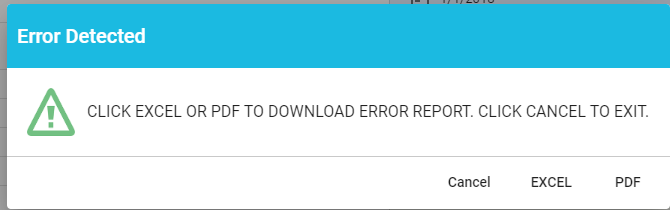 Error Detected
CLICK EXCEL OR PDF TO DOWNLOAD ERROR REPORT. CLICK CANCEL TO EXIT.
Cancel EXCEL PDF